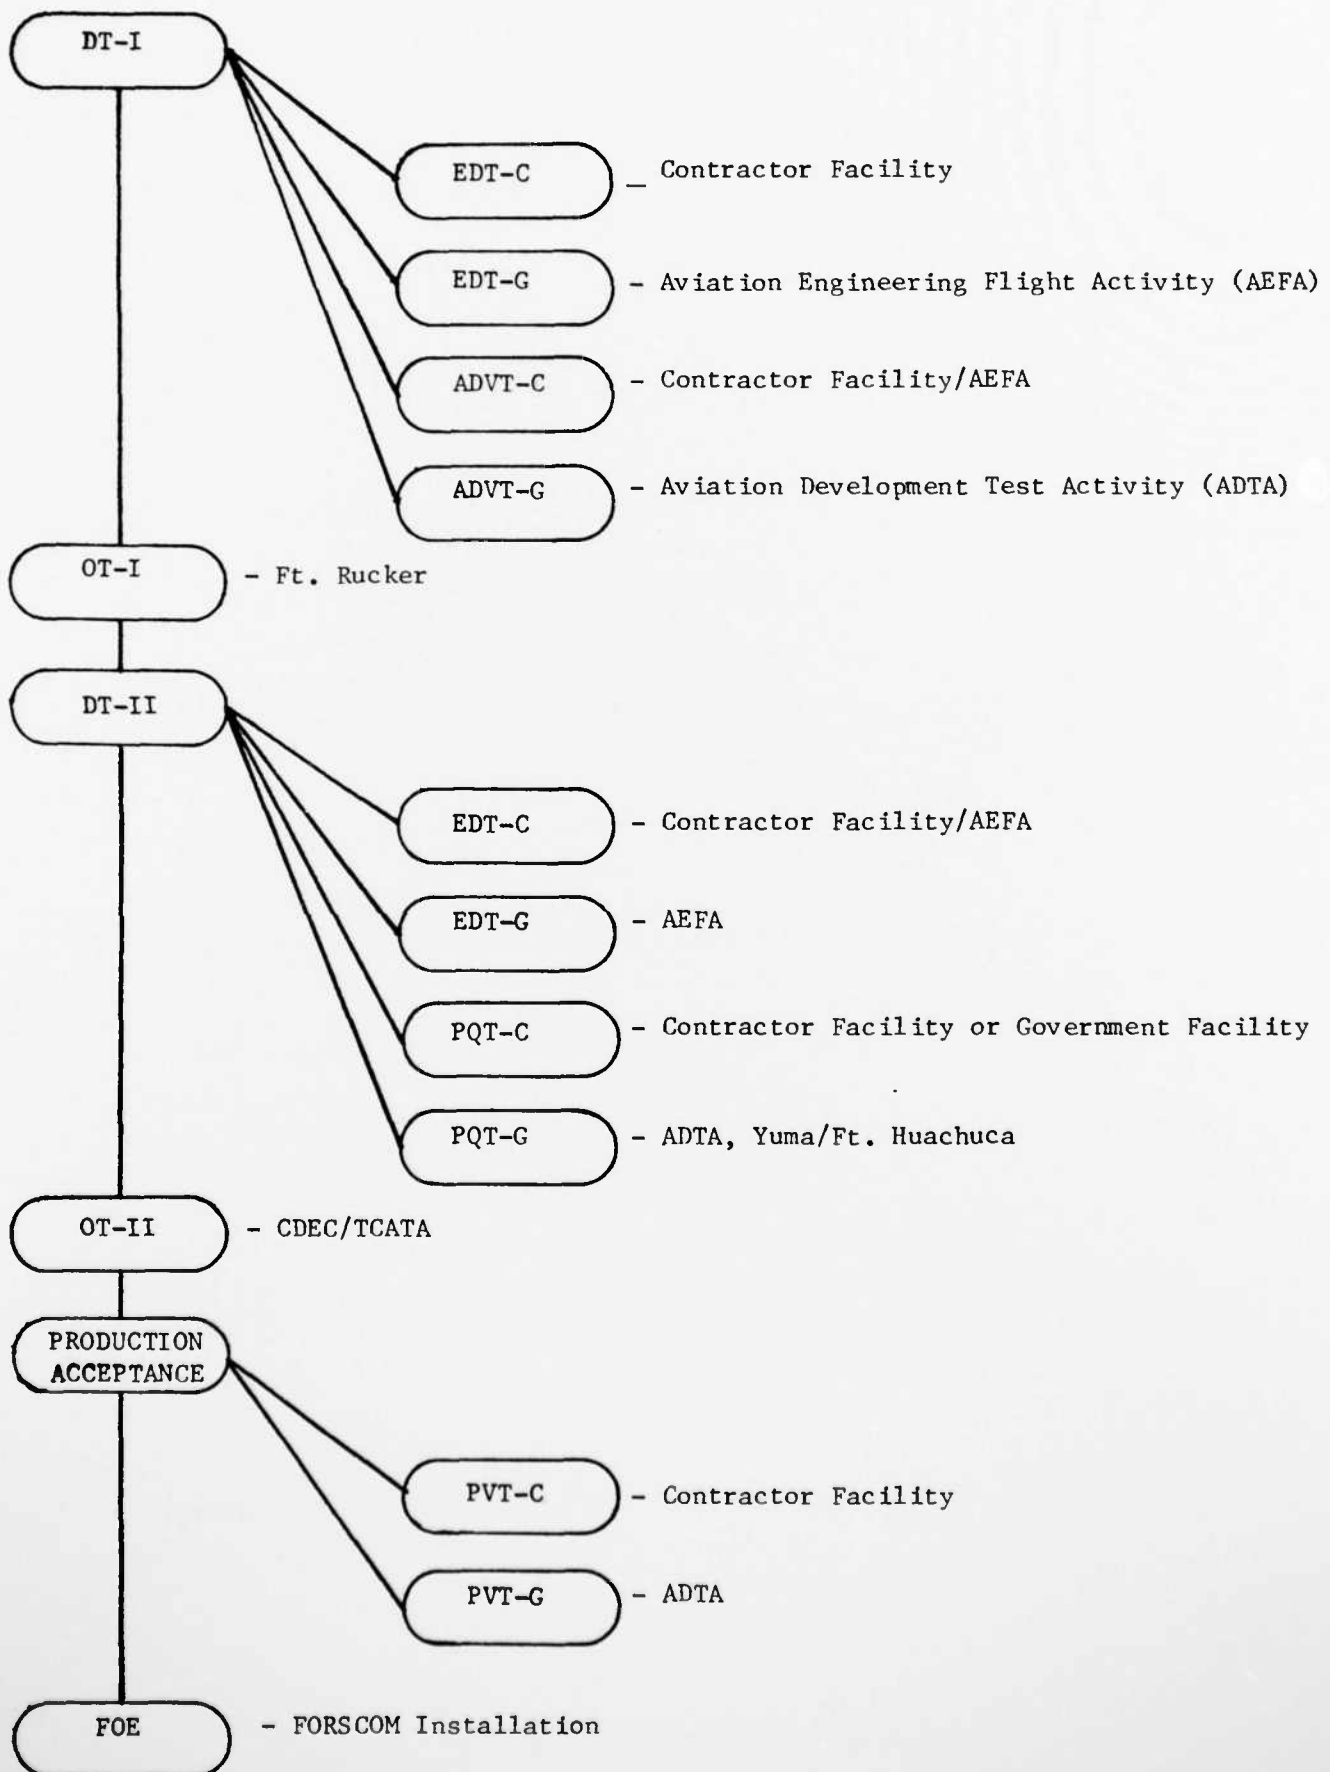 DT-I
EDT-C _ Contractor Facility
EDT-G - Aviation Engineering Flight Activity (AEFA)
ADVT-C - Contractor Facility/AEFA
ADVT-G - Aviation Development Test Activity (ADTA)
OT-I - Ft. Rucker
DT-II
EDT-C - Contractor Facility/AEFA
EDT-G - AEFA
PQT-C - Contractor Facility or Government Facility
PQT-G - ADTA, Yuma/Ft. Huachuca
OT-II - CDEC/TCATA
PRODUCTION
ACCEPTANCE
PVT-C - Contractor Facility
PVT-G - ADTA
FOE - FORSCOM Installation